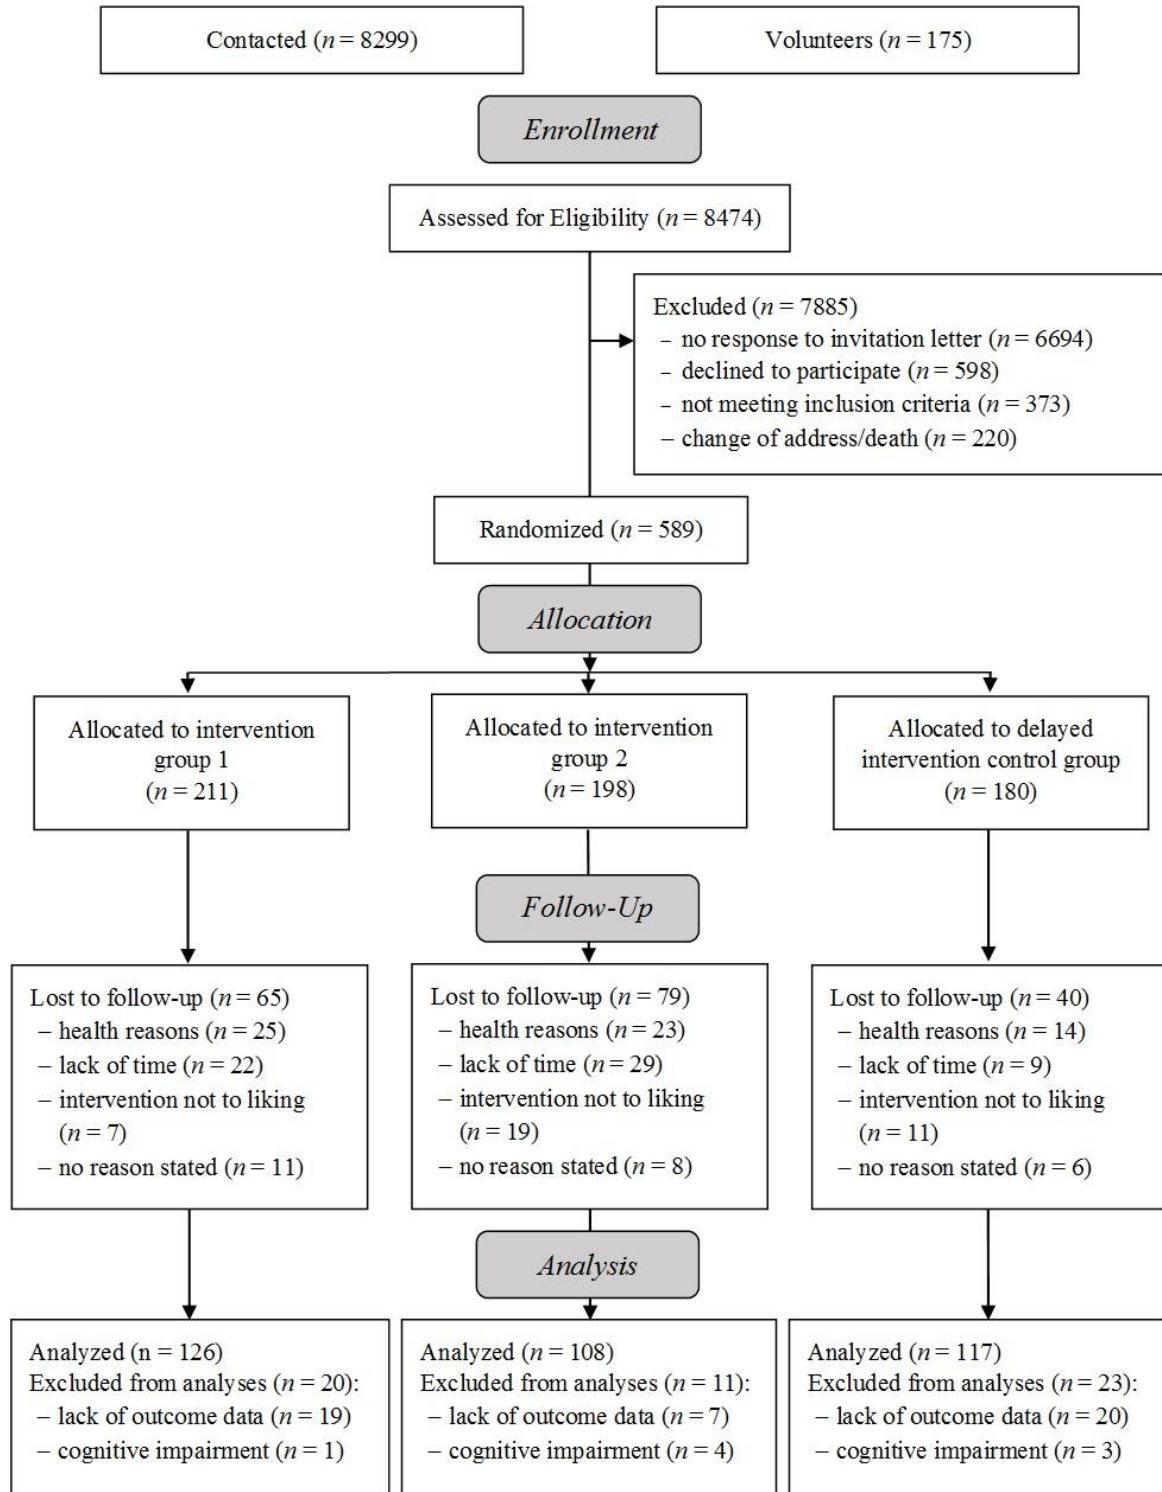 Contacted (n = 8299)
Volunteers (n = 175)
Enrollment
Assessed for Eligibility (n = 8474)
Excluded (n = 7885)
– no response to invitation letter (n = 6694)
– declined to participate (n = 598)
– not meeting inclusion criteria (n = 373)
– change of address/death (n = 220)
Randomized (n = 589)
Allocation
Allocated to intervention
group 1
(n = 211)
Allocated to intervention
group 2
(n = 198)
Allocated to delayed
intervention control group
(n = 180)
Follow-Up
Lost to follow-up (n = 65)
– health reasons (n = 25)
– lack of time (n = 22)
– intervention not to liking
(n = 7)
– no reason stated (n = 11)
Lost to follow-up (n = 79)
– health reasons (n = 23)
– lack of time (n = 29)
– intervention not to liking
(n = 19)
– no reason stated (n = 8)
Lost to follow-up (n = 40)
– health reasons (n = 14)
– lack of time (n = 9)
– intervention not to liking
(n = 11)
– no reason stated (n = 6)
Analysis
Analyzed (n = 126)
Excluded from analyses (n = 20):
– lack of outcome data (n = 19)
– cognitive impairment (n = 1)
Analyzed (n = 108)
Excluded from analyses (n = 11):
– lack of outcome data (n = 7)
– cognitive impairment (n = 4)
Analyzed (n = 117)
Excluded from analyses (n = 23):
– lack of outcome data (n = 20)
– cognitive impairment (n = 3)